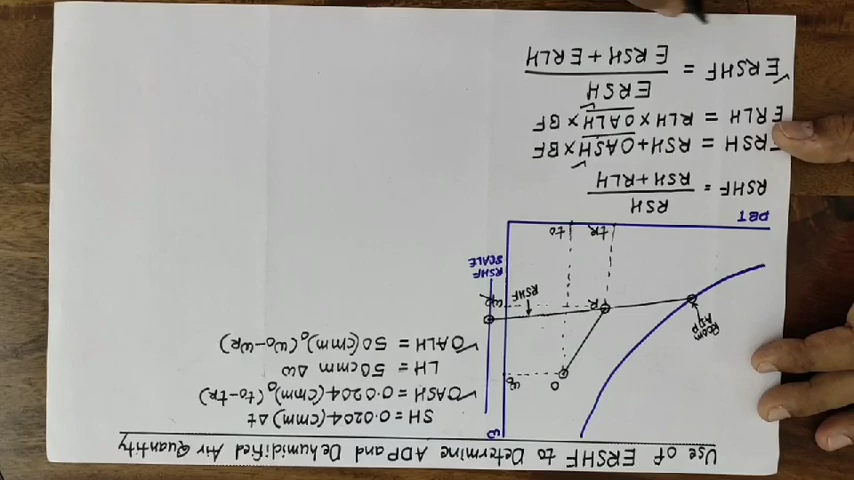 Use of ERSHF to Determine ADP and Dehumidified Air Quantity
SH = 0.0204 (cmm) Δt
OASH = 0.0204 (cmm)o (to-tR)
LH = 50 cmm Δω
OALH = 50 (cmm)o (ωo-ωR)
ω
O
ωo
R
ωR
RSHF
RSHF
SCALE
Room
ADP
tR
to
DBT
RSHF = RSH / RSH + RLH
ERSH = RSH + OASH × BF
ERLH = RLH × OALH × BF
ERSHF = ERSH / ERSH + ERLH